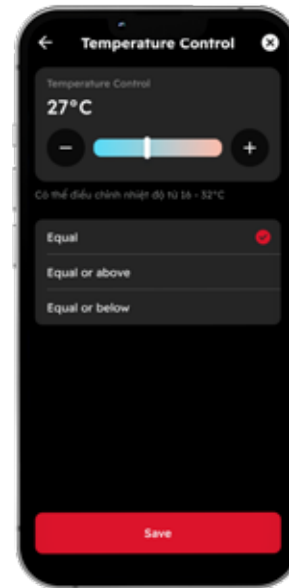 Temperature Control
Temperature Control
27°C
Có thể điều chỉnh nhiệt độ từ 16 - 32°C
Equal
Equal or above
Equal or below
Save